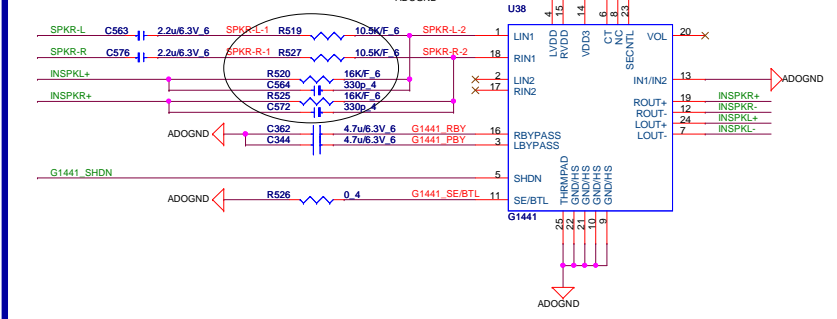 ADOGND
U38
4 15 14 6 8 23
LVDD RVDD VDD3 CT NC SECNTL
SPKR-L C563 2.2u/6.3V_6 SPKR-L-1 R519 10.5K/F_6 SPKR-L-2 1 LIN1 VOL 20
SPKR-R C576 2.2u/6.3V_6 SPKR-R-1 R527 10.5K/F_6 SPKR-R-2 18 RIN1
INSPKL+ R520 16K/F_6 2 LIN2 IN1/IN2 13 ADOGND
C564 330p_4 17 RIN2
INSPKR+ R525 16K/F_6 ROUT+ 19 INSPKR+
C572 330p_4 ROUT- 12 INSPKR-
LOUT+ 24 INSPKL+
ADOGND C362 4.7u/6.3V_6 G1441_RBY 16 RBYPASS LOUT- 7 INSPKL-
C344 4.7u/6.3V_6 G1441_PBY 3 LBYPASS
G1441_SHDN 5 SHDN
ADOGND R526 0_4 G1441_SE/BTL 11 SE/BTL
THRMPAD GND/HS GND/HS GND/HS GND/HS
G1441
25 22 21 10 9
ADOGND